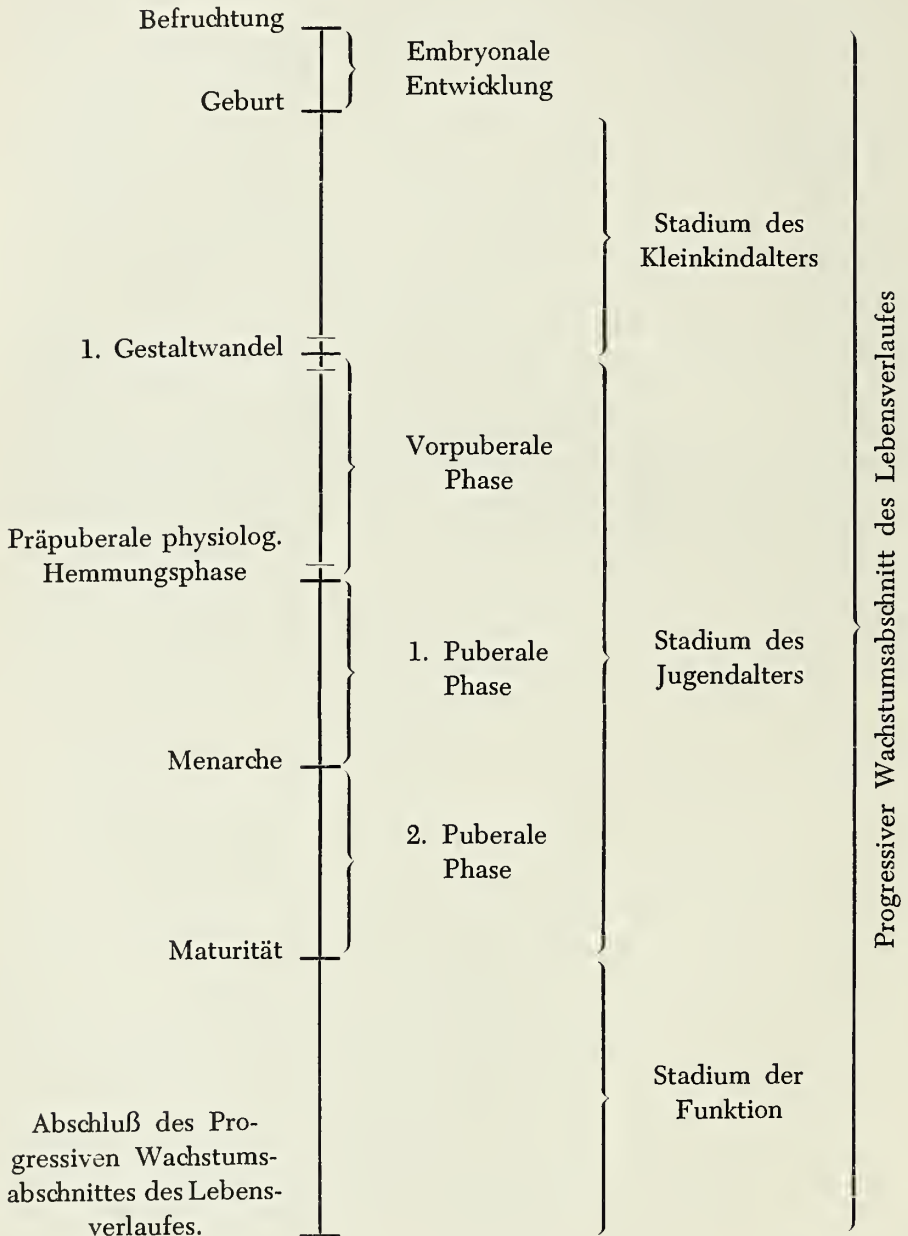 Befruchtung
Embryonale
Entwicklung
Geburt
Stadium des
Kleinkindalters
1. Gestaltwandel
Vorpuberale
Phase
Präpuberale physiolog.
Hemmungsphase
1. Puberale
Phase
Stadium des
Jugendalters
Menarche
2. Puberale
Phase
Maturität
Stadium der
Funktion
Abschluß des Pro-
gressiven Wachstums-
abschnittes des Lebens-
verlaufes.
Progressiver Wachstumsabschnitt des Lebensverlaufes